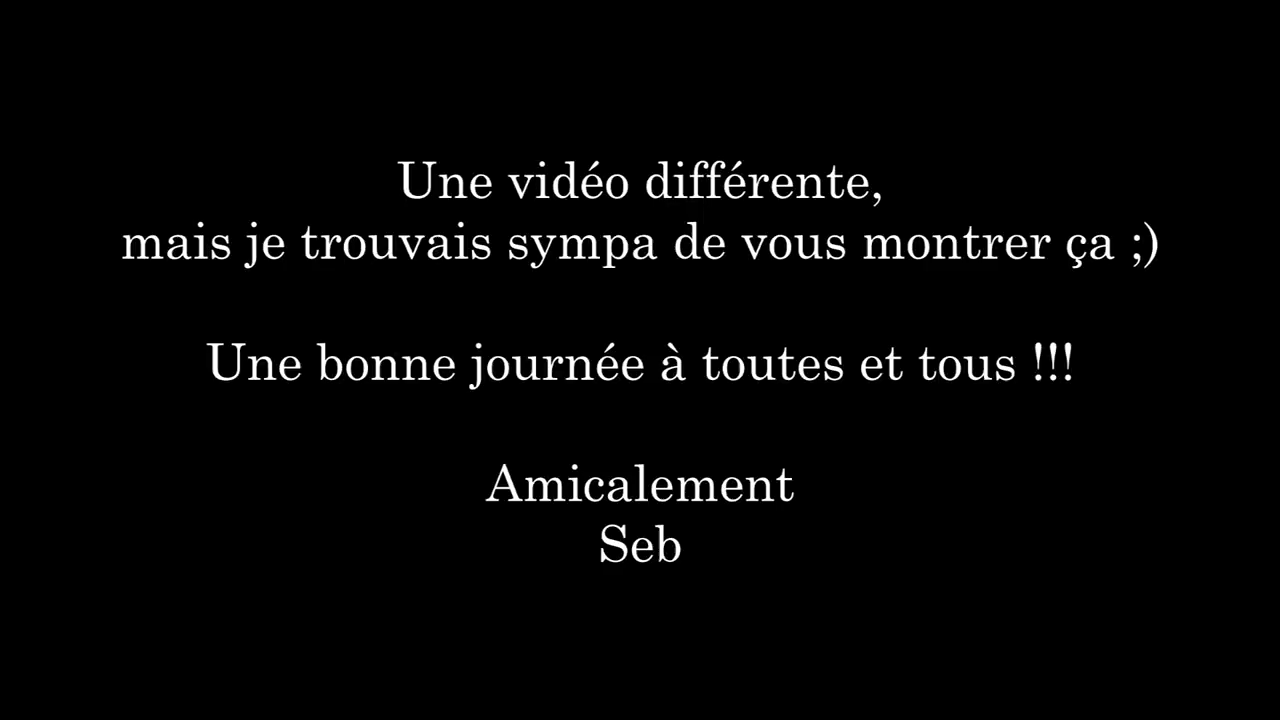 Une vidéo différente,
mais je trouvais sympa de vous montrer ça ;)
Une bonne journée à toutes et tous !!!
Amicalement
Seb